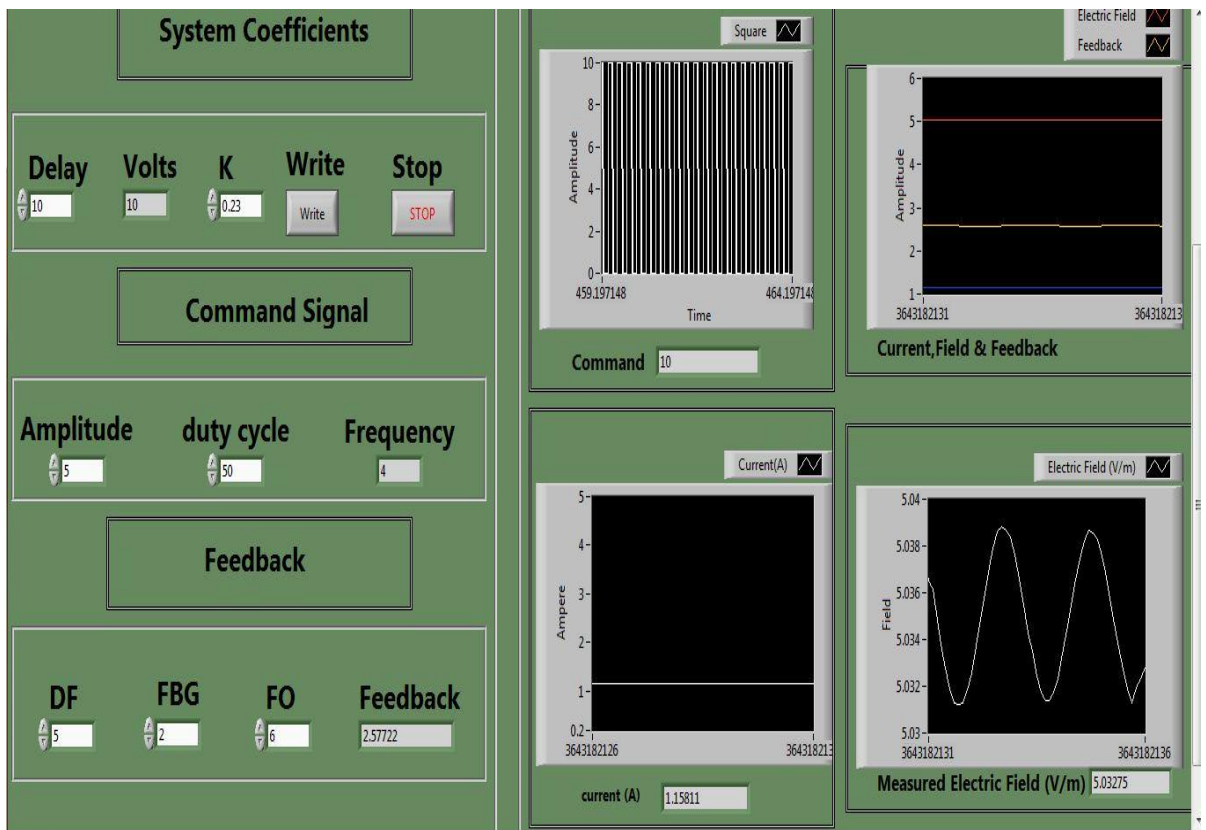 System Coefficients
Delay Volts K Write Stop
10 10 0.23 Write STOP
Command Signal
Amplitude duty cycle Frequency
5 50 4
Feedback
DF FBG FO Feedback
5 2 6 2.57722
Square
10
8
6
4
2
0
Amplitude
459.197148 464.197148
Time
Command 10
Electric Field
Feedback
6
5
4
3
2
1
Amplitude
3643182131 364318213
Current,Field & Feedback
Current(A)
5
4
3
2
1
0.2
Ampere
3643182126 364318213
current (A) 1.15811
Electric Field (V/m)
5.04
5.038
5.036
5.034
5.032
5.03
Field
3643182131 3643182136
Measured Electric Field (V/m) 5.03275